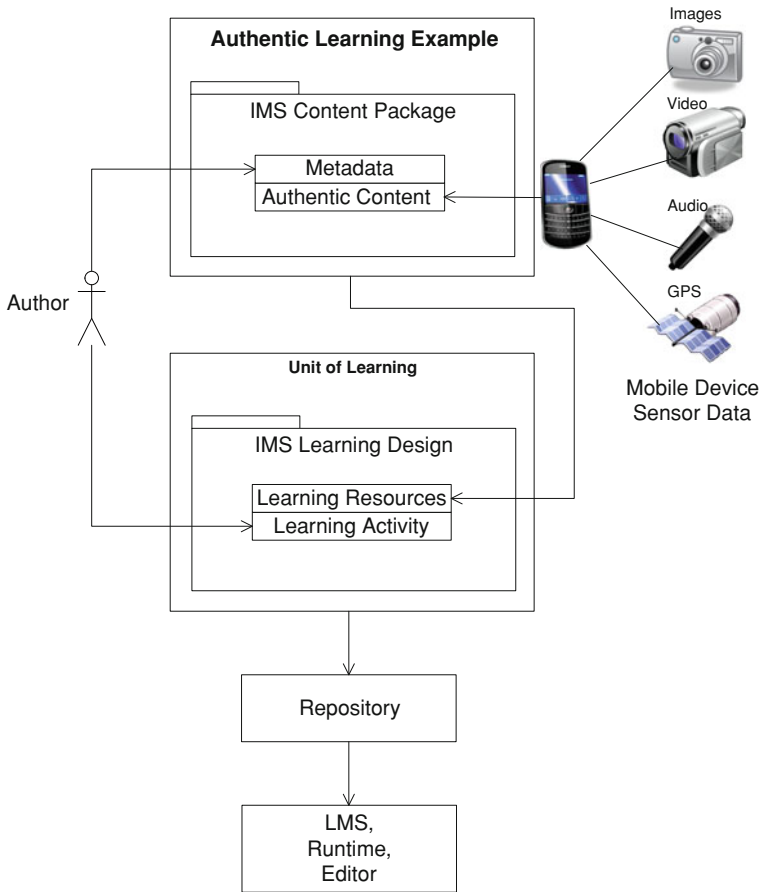 Images
Authentic Learning Example
Video
IMS Content Package
Metadata
Authentic Content
Audio
GPS
Author
Unit of Learning
Mobile Device
Sensor Data
IMS Learning Design
Learning Resources
Learning Activity
Repository
LMS,
Runtime,
Editor